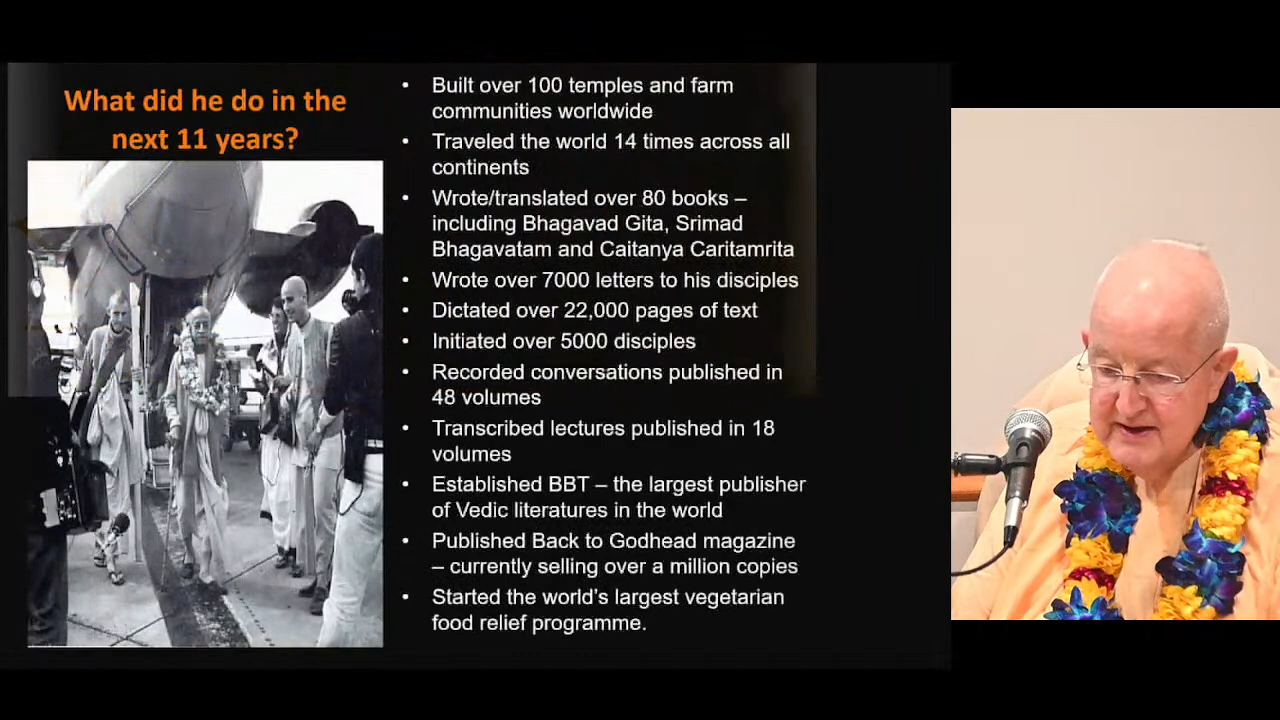 What did he do in the
next 11 years?
• Built over 100 temples and farm
communities worldwide
• Traveled the world 14 times across all
continents
• Wrote/translated over 80 books –
including Bhagavad Gita, Srimad
Bhagavatam and Caitanya Caritamrita
• Wrote over 7000 letters to his disciples
• Dictated over 22,000 pages of text
• Initiated over 5000 disciples
• Recorded conversations published in
48 volumes
• Transcribed lectures published in 18
volumes
• Established BBT – the largest publisher
of Vedic literatures in the world
• Published Back to Godhead magazine
– currently selling over a million copies
• Started the world's largest vegetarian
food relief programme.